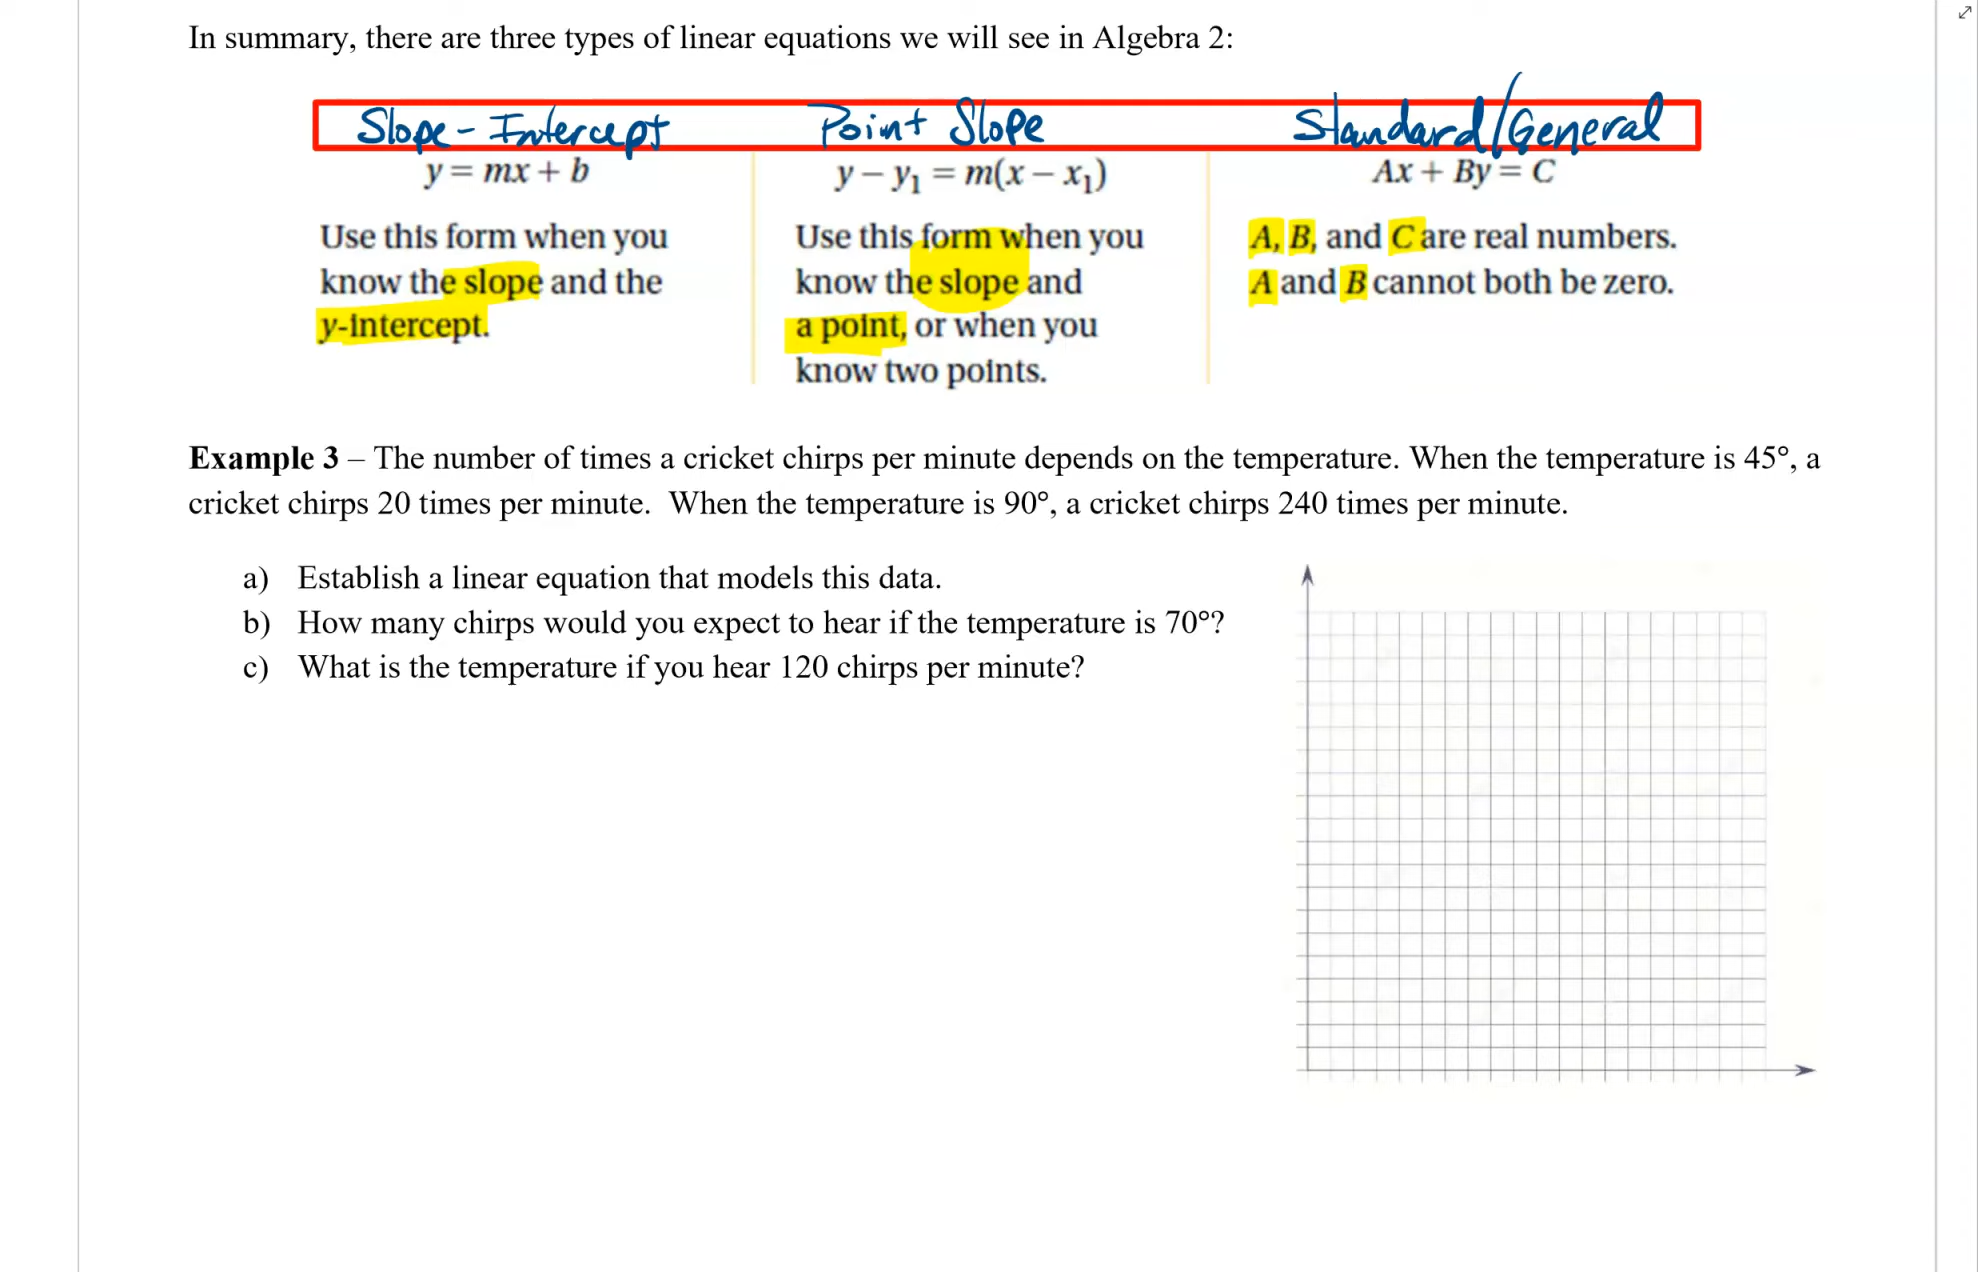 In summary, there are three types of linear equations we will see in Algebra 2:
Slope-Intercept Point Slope Standard/General
y = mx + b
Use this form when you
know the slope and the
y-intercept.
y − y₁ = m(x − x₁)
Use this form when you
know the slope and
a point, or when you
know two points.
Ax + By = C
A, B, and C are real numbers.
A and B cannot both be zero.
Example 3 – The number of times a cricket chirps per minute depends on the temperature. When the temperature is 45°, a
cricket chirps 20 times per minute. When the temperature is 90°, a cricket chirps 240 times per minute.
a) Establish a linear equation that models this data.
b) How many chirps would you expect to hear if the temperature is 70°?
c) What is the temperature if you hear 120 chirps per minute?